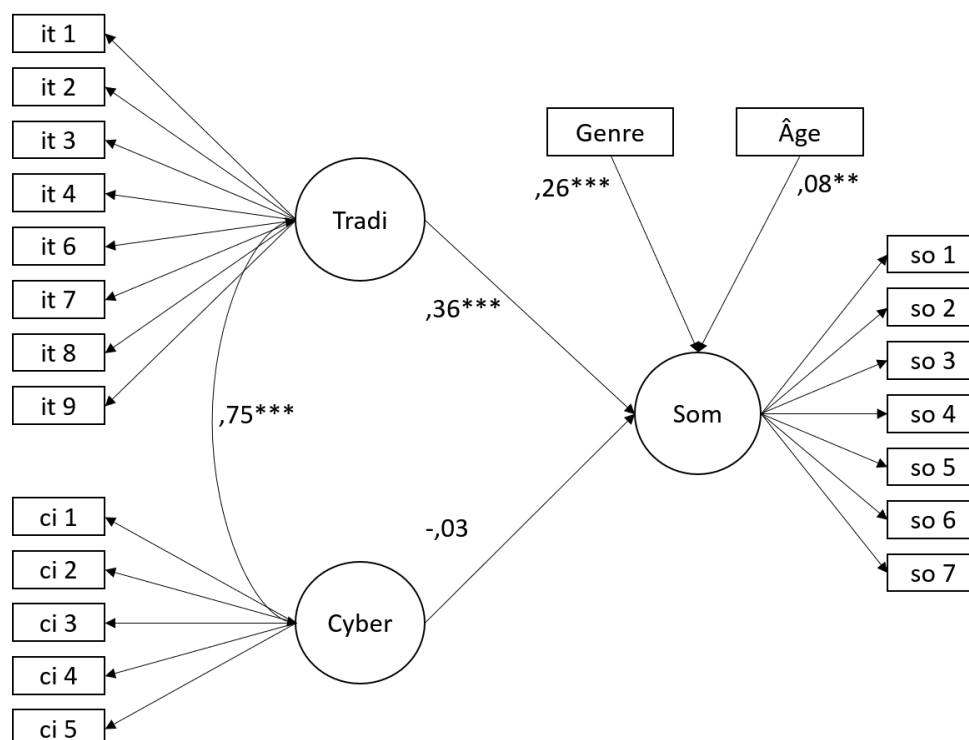 it 1
it 2
it 3
it 4
it 6
it 7
it 8
it 9
Tradi
Genre
Âge
,26***
,08**
,36***
,75***
-,03
Som
so 1
so 2
so 3
so 4
so 5
so 6
so 7
ci 1
ci 2
ci 3
ci 4
ci 5
Cyber